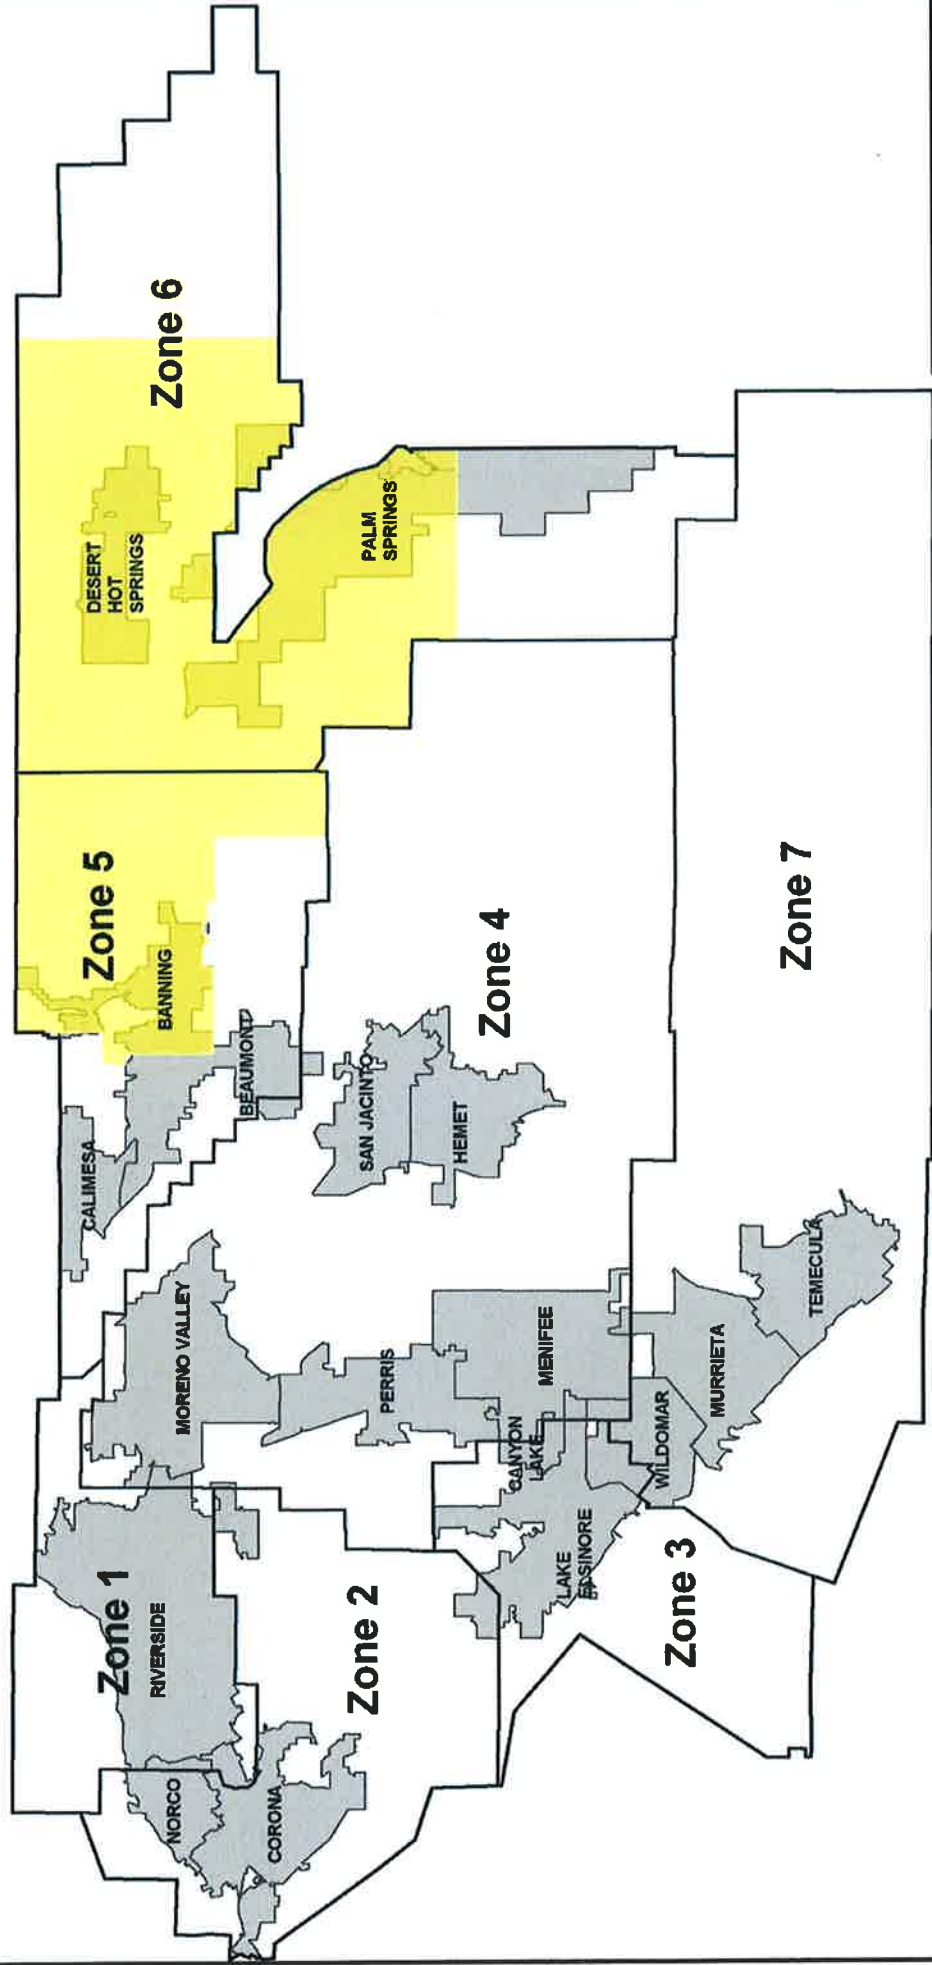 Zone 1
RIVERSIDE
NORCO
CORONA
Zone 2
MORENO VALLEY
PERRIS
CALIMESA
BEAUMONT
BANNING
Zone 5
DESERT
HOT
SPRINGS
Zone 6
PALM
SPRINGS
SAN JACINTO
HEMET
Zone 4
MENIFEE
CANYON
LAKE
LAKE
ELSINORE
WILDOMAR
MURRIETA
TEMECULA
Zone 3
Zone 7